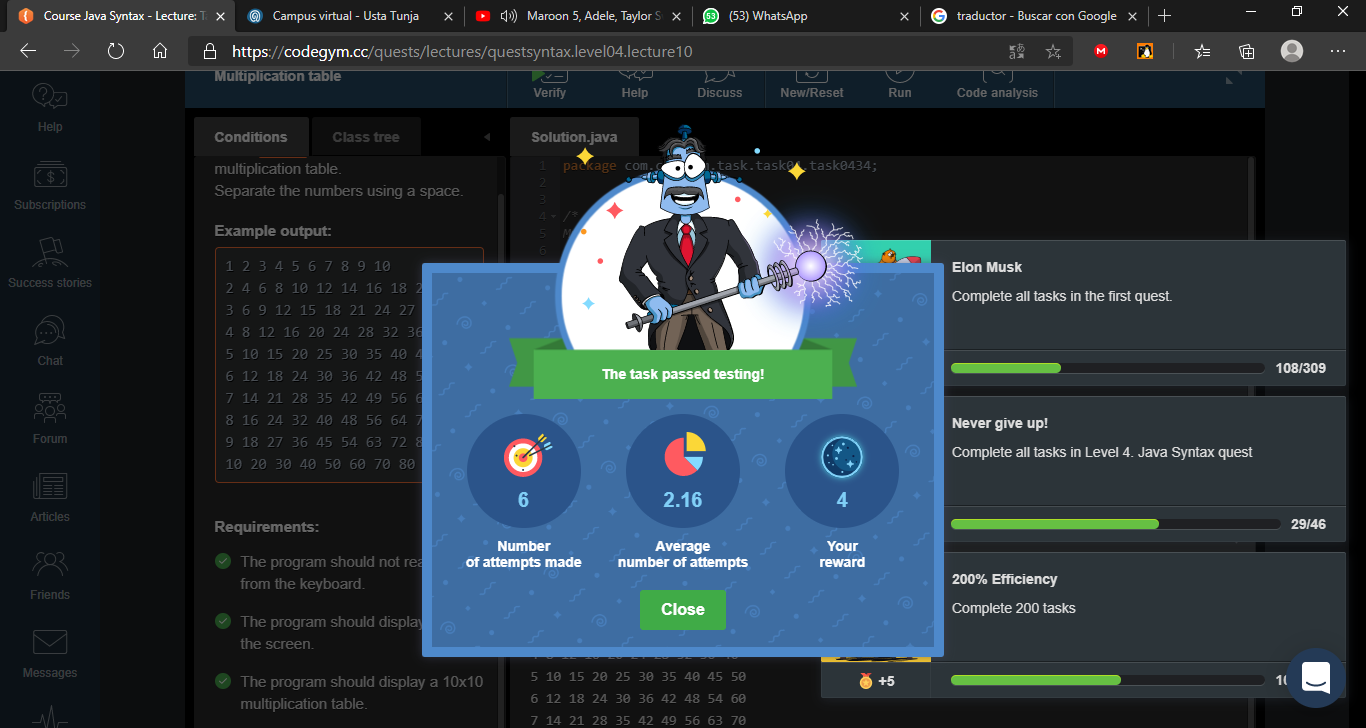 Course Java Syntax - Lecture: T
Campus virtual - Usta Tunja
Maroon 5, Adele, Taylor S
(53) WhatsApp
traductor - Buscar con Google
https://codegym.cc/quests/lectures/questsyntax.level04.lecture10
Multiplication table
Verify
Help
Discuss
New/Reset
Run
Code analysis
Help
Subscriptions
Success stories
Chat
Forum
Articles
Friends
Messages
Conditions
Class tree
multiplication table.
Separate the numbers using a space.
Example output:
1 2 3 4 5 6 7 8 9 10
2 4 6 8 10 12 14 16 18 2
3 6 9 12 15 18 21 24 27
4 8 12 16 20 24 28 32 36
5 10 15 20 25 30 35 40 4
6 12 18 24 30 36 42 48 5
7 14 21 28 35 42 49 56 6
8 16 24 32 40 48 56 64 7
9 18 27 36 45 54 63 72 8
10 20 30 40 50 60 70 80
Requirements:
The program should not rea
from the keyboard.
The program should display
the screen.
The program should display a 10x10
multiplication table.
Solution.java
1 package com.c task.task04.task0434;
2
3
4 /*
5
6
The task passed testing!
6
Number
of attempts made
2.16
Average
number of attempts
4
Your
reward
Close
5 10 15 20 25 30 35 40 45 50
6 12 18 24 30 36 42 48 54 60
7 14 21 28 35 42 49 56 63 70
Elon Musk
Complete all tasks in the first quest.
108/309
Never give up!
Complete all tasks in Level 4. Java Syntax quest
29/46
200% Efficiency
Complete 200 tasks
+5